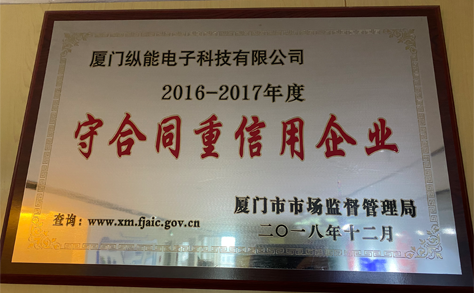 厦门纵能电子科技有限公司
2016-2017年度
守合同重信用企业
厦门市市场监督管理局
查询：www.xm.fjaic.gov.cn
二〇一八年十二月